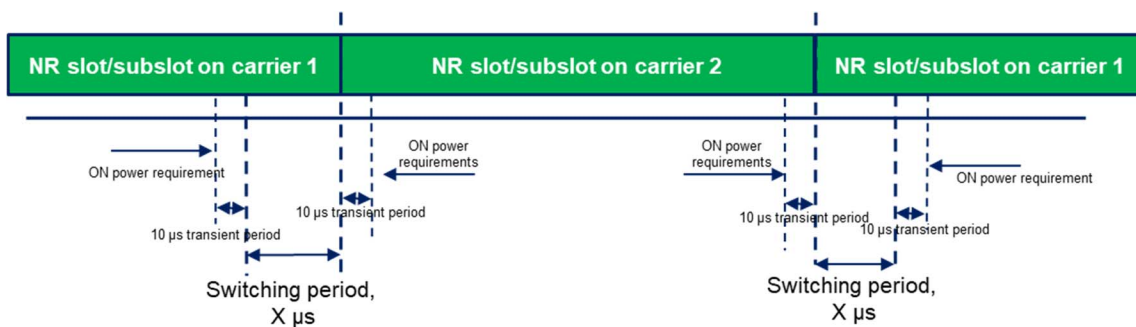 NR slot/subslot on carrier 1
NR slot/subslot on carrier 2
NR slot/subslot on carrier 1
ON power requirement
10 µs transient period
Switching period,
X µs
ON power
requirements
10 µs transient period
ON power
requirements
10 µs transient period
Switching period,
X µs
ON power requirement
10 µs transient period